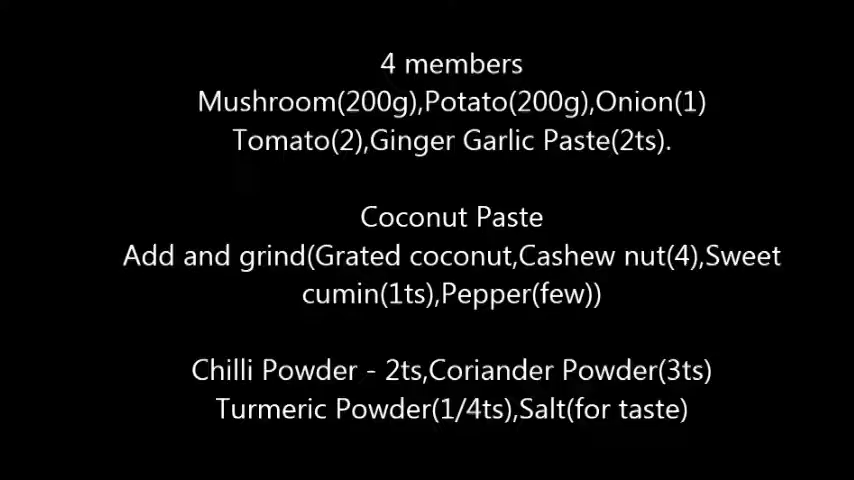 4 members
Mushroom(200g),Potato(200g),Onion(1)
Tomato(2),Ginger Garlic Paste(2ts).
Coconut Paste
Add and grind(Grated coconut,Cashew nut(4),Sweet
cumin(1ts),Pepper(few))
Chilli Powder - 2ts,Coriander Powder(3ts)
Turmeric Powder(1/4ts),Salt(for taste)